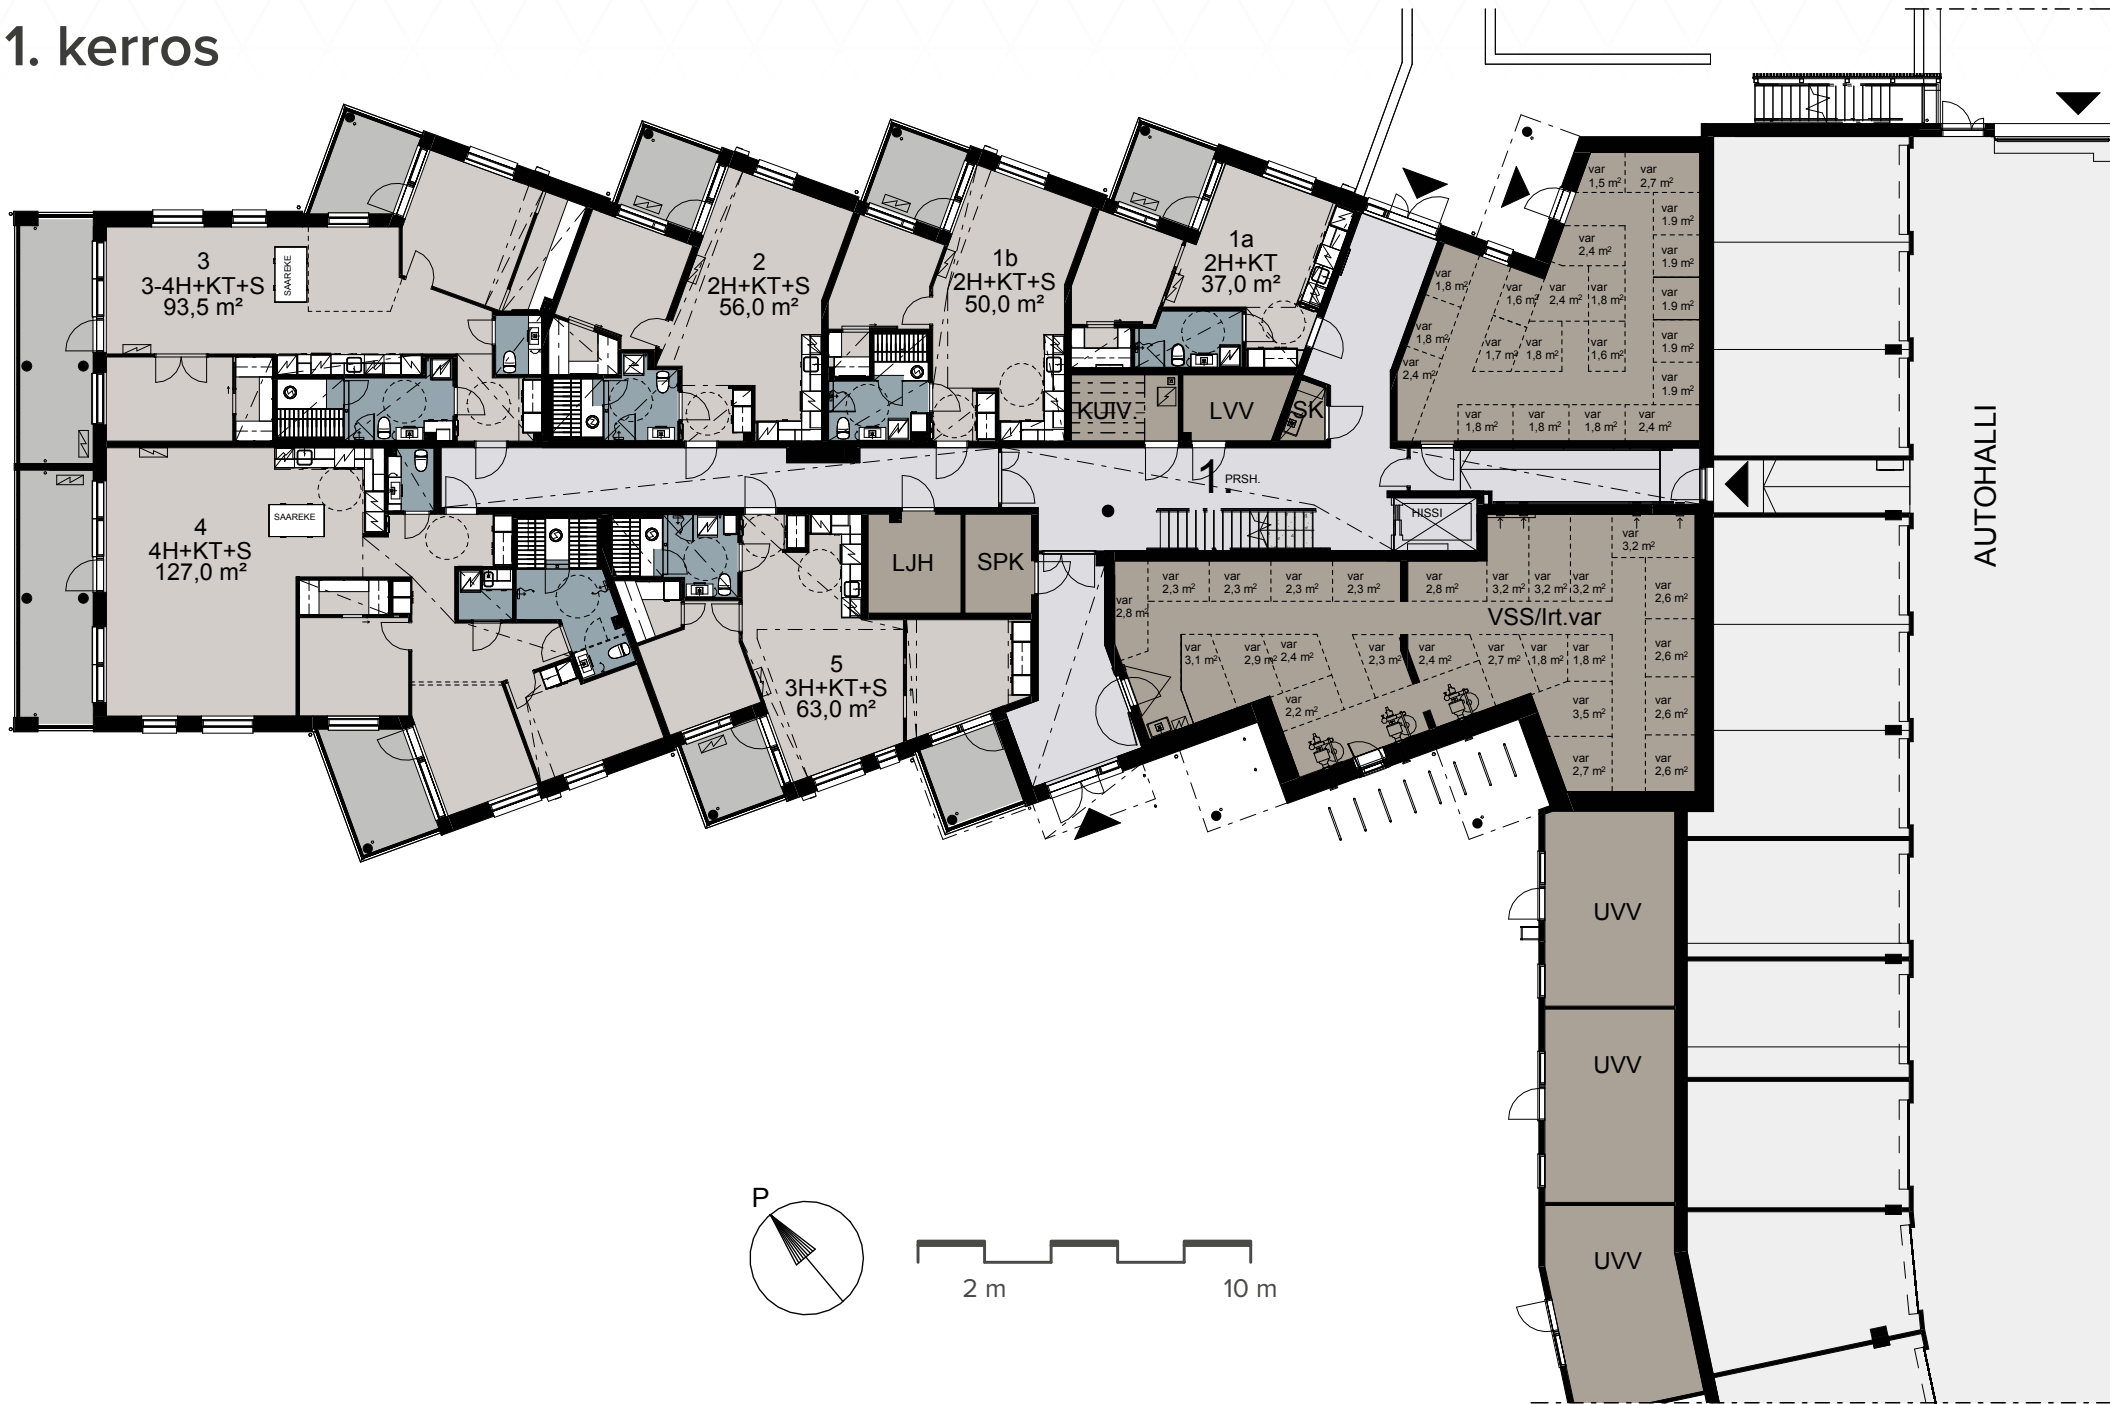 1. kerros
3
3-4H+KT+S
93,5 m²
SAAREKE
2
2H+KT+S
56,0 m²
1b
2H+KT+S
50,0 m²
1a
2H+KT
37,0 m²
KUIV.
LVV
SK
var
1,5 m²
var
2,7 m²
var
1.9 m²
var
2,4 m²
var
1.9 m²
var
1,8 m²
var
1,6 m²
var
2,4 m²
var
1,8 m²
var
1.9 m²
var
1,8 m²
var
1,7 m²
var
1,8 m²
var
1,6 m²
var
1.9 m²
var
2,4 m²
var
1.9 m²
var
1,8 m²
var
1,8 m²
var
1,8 m²
var
2,4 m²
AUTOHALLI
1.
PRSH.
HISSI
4
4H+KT+S
127,0 m²
SAAREKE
LJH
SPK
5
3H+KT+S
63,0 m²
var
3,2 m²
var
2,3 m²
var
2,3 m²
var
2,3 m²
var
2,3 m²
var
2,8 m²
var
3,2 m²
var
3,2 m²
var
3,2 m²
var
2,6 m²
var
2,8 m²
VSS/Irt.var
var
3,1 m²
var
2,9 m²
var
2,4 m²
var
2,3 m²
var
2,4 m²
var
2,7 m²
var
1,8 m²
var
1,8 m²
var
2,6 m²
var
2,2 m²
var
3,5 m²
var
2,6 m²
var
2,7 m²
var
2,6 m²
UVV
UVV
UVV
P
2 m
10 m